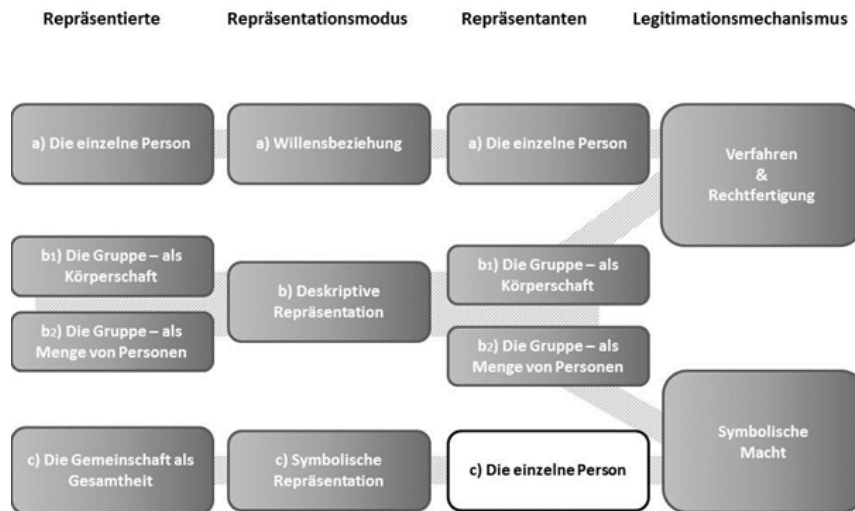 Repräsentierte
Repräsentationsmodus
Repräsentanten
Legitimationsmechanismus
a) Die einzelne Person
a) Willensbeziehung
a) Die einzelne Person
Verfahren
&
Rechtfertigung
b1) Die Gruppe – als
Körperschaft
b2) Die Gruppe – als
Menge von Personen
b) Deskriptive
Repräsentation
b1) Die Gruppe – als
Körperschaft
b2) Die Gruppe – als
Menge von Personen
c) Die Gemeinschaft als
Gesamtheit
c) Symbolische
Repräsentation
c) Die einzelne Person
Symbolische
Macht